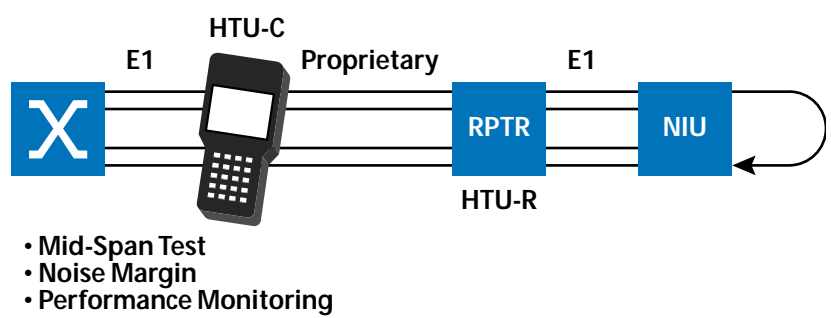 HTU-C
E1
Proprietary
E1
RPTR
NIU
HTU-R
• Mid-Span Test
• Noise Margin
• Performance Monitoring